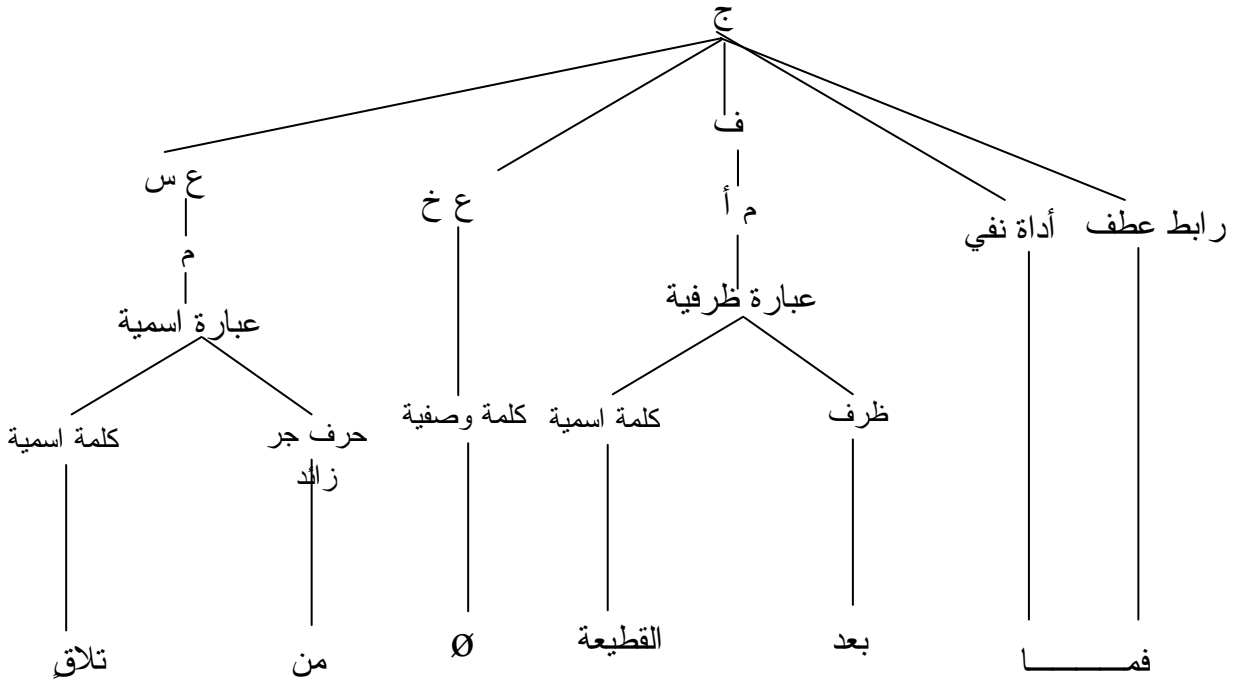 ج
ف
ع س
ع خ
م أ
أداة نفي
رابط عطف
م
عبارة ظرفية
عبارة اسمية
ظرف
كلمة اسمية
كلمة وصفية
حرف جر
زائد
كلمة اسمية
فمـــــــا
بعد
القطيعة
Ø
من
تلاقٍ